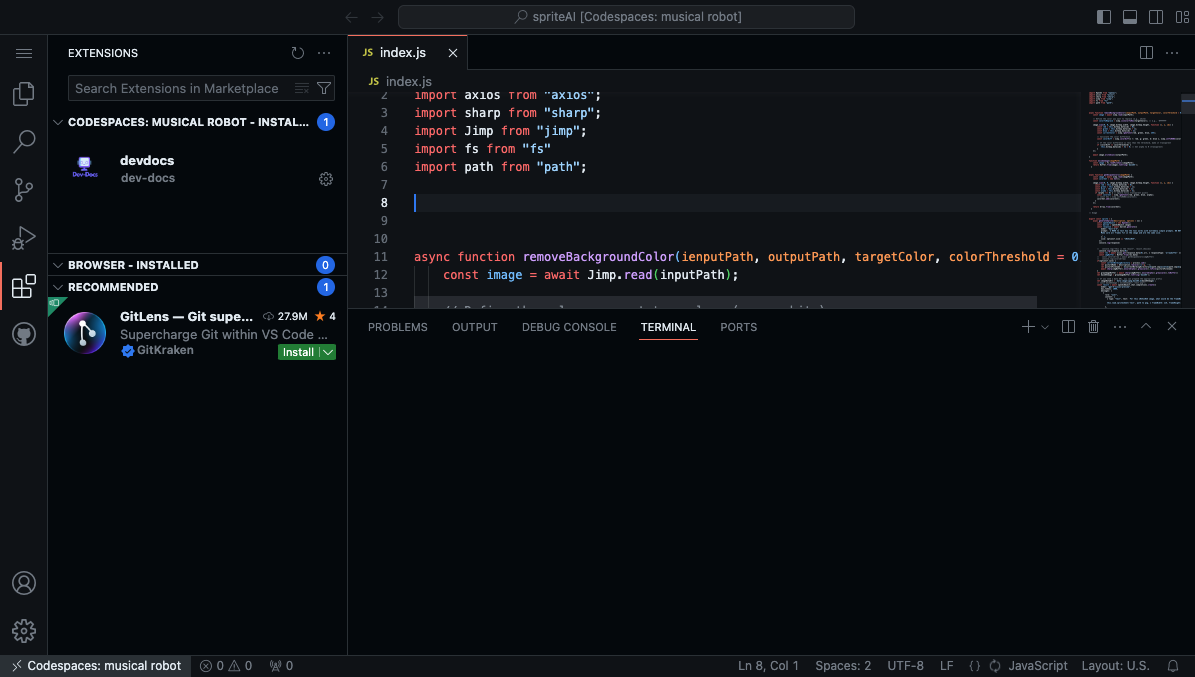 spriteAI [Codespaces: musical robot]
EXTENSIONS
Search Extensions in Marketplace
CODESPACES: MUSICAL ROBOT - INSTAL... 1
Dev-Docs
devdocs
dev-docs
BROWSER - INSTALLED 0
RECOMMENDED 1
GitLens — Git supe... 27.9M 4
Supercharge Git within VS Code ...
GitKraken
Install
JS index.js
JS index.js
2 import axios from "axios";
3 import sharp from "sharp";
4 import Jimp from "jimp";
5 import fs from "fs"
6 import path from "path";
7
8
9
10
11 async function removeBackgroundColor(ienputPath, outputPath, targetColor, colorThreshold = 0
12 const image = await Jimp.read(inputPath);
13
PROBLEMS OUTPUT DEBUG CONSOLE TERMINAL PORTS
Codespaces: musical robot 0 0 0 Ln 8, Col 1 Spaces: 2 UTF-8 LF {} JavaScript Layout: U.S.